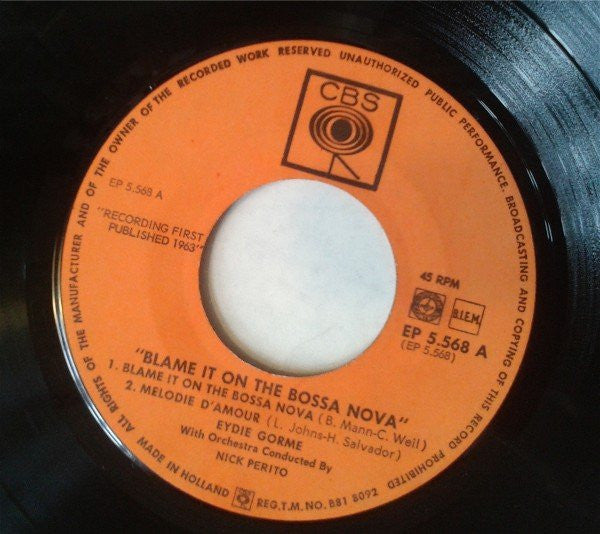 ALL RIGHTS OF THE MANUFACTURER AND OF THE OWNER OF THE RECORDED WORK RESERVED UNAUTHORIZED PUBLIC PERFORMANCE. BROADCASTING AND COPYING OF THIS RECORD PROHIBITED
CBS
EP 5.568 A
"RECORDING FIRST
PUBLISHED 1963"
45 RPM
B.I.E.M.
EP 5.568 A
(EP 5.568)
"BLAME IT ON THE BOSSA NOVA"
1. BLAME IT ON THE BOSSA NOVA (B. Mann-C. Weil)
2. MELODIE D'AMOUR (L. Johns-H. Salvador)
EYDIE GORME
With Orchestra Conducted By
NICK PERITO
MADE IN HOLLAND REG.T.M.NO. B81 8092